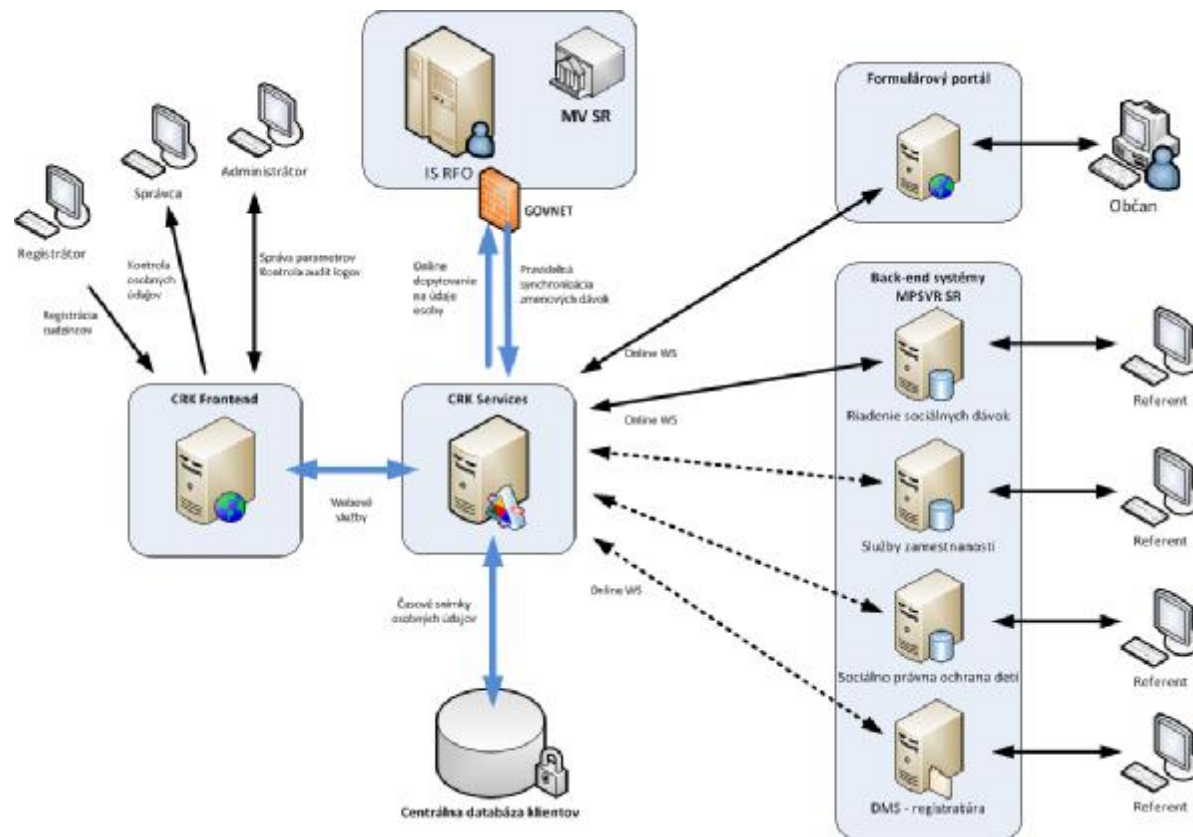 MV SR
IS RFO
GOVNET
Formulárový portál
Občan
Správca
Administrátor
Registrátor
Kontrola
osobných
údajov
Správa parametrov
Kontrola audit logov
Registrácia
cudzincov
Online
dopytovanie
na údaje
osoby
Pravidelná
synchronizácia
zmenových dávok
Back-end systémy
MPSVR SR
Online WS
Online WS
CRK Frontend
CRK Services
Riadenie sociálnych dávok
Referent
Webové
služby
Služby zamestnanosti
Referent
Online WS
Časové snímky
osobných údajov
Sociálno právna ochrana detí
Referent
Centrálna databáza klientov
DMS - registratúra
Referent